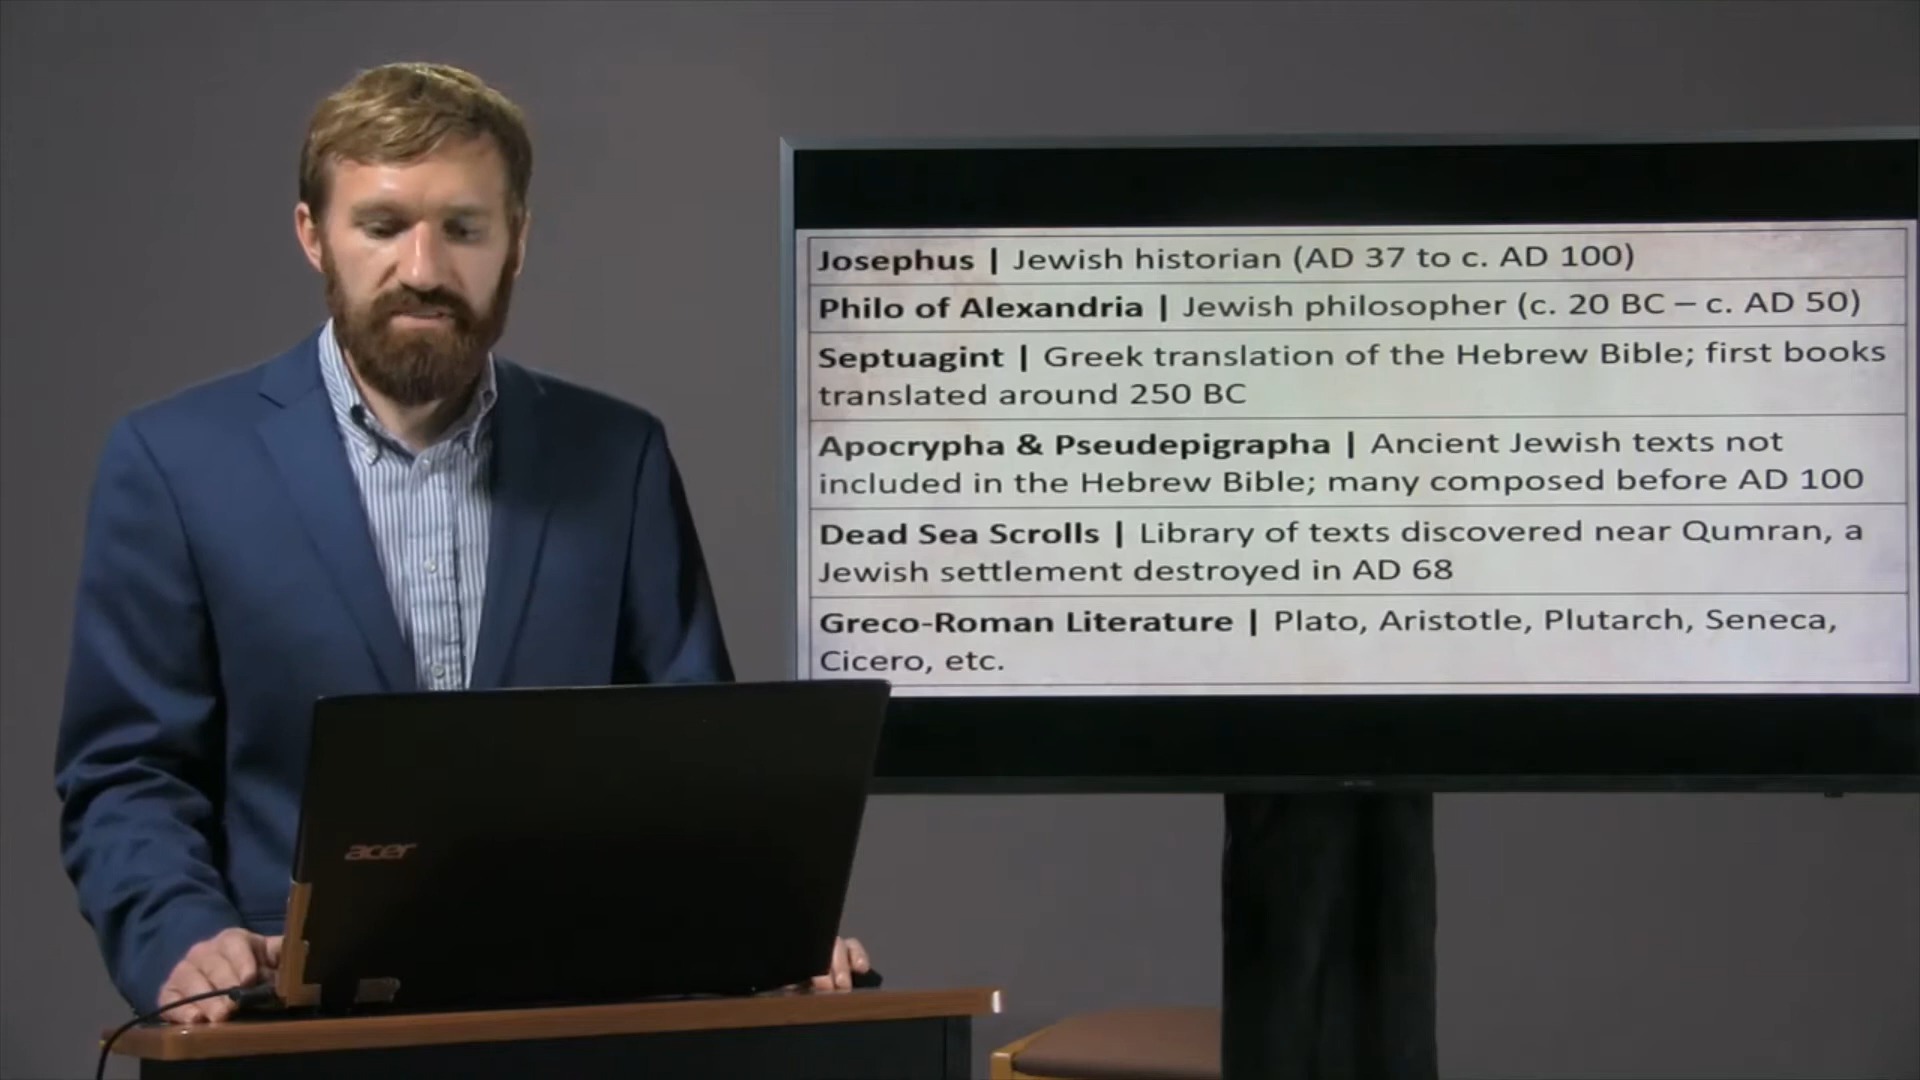 Josephus | Jewish historian (AD 37 to c. AD 100)
Philo of Alexandria | Jewish philosopher (c. 20 BC – c. AD 50)
Septuagint | Greek translation of the Hebrew Bible; first books
translated around 250 BC
Apocrypha & Pseudepigrapha | Ancient Jewish texts not
included in the Hebrew Bible; many composed before AD 100
Dead Sea Scrolls | Library of texts discovered near Qumran, a
Jewish settlement destroyed in AD 68
Greco-Roman Literature | Plato, Aristotle, Plutarch, Seneca,
Cicero, etc.
acer